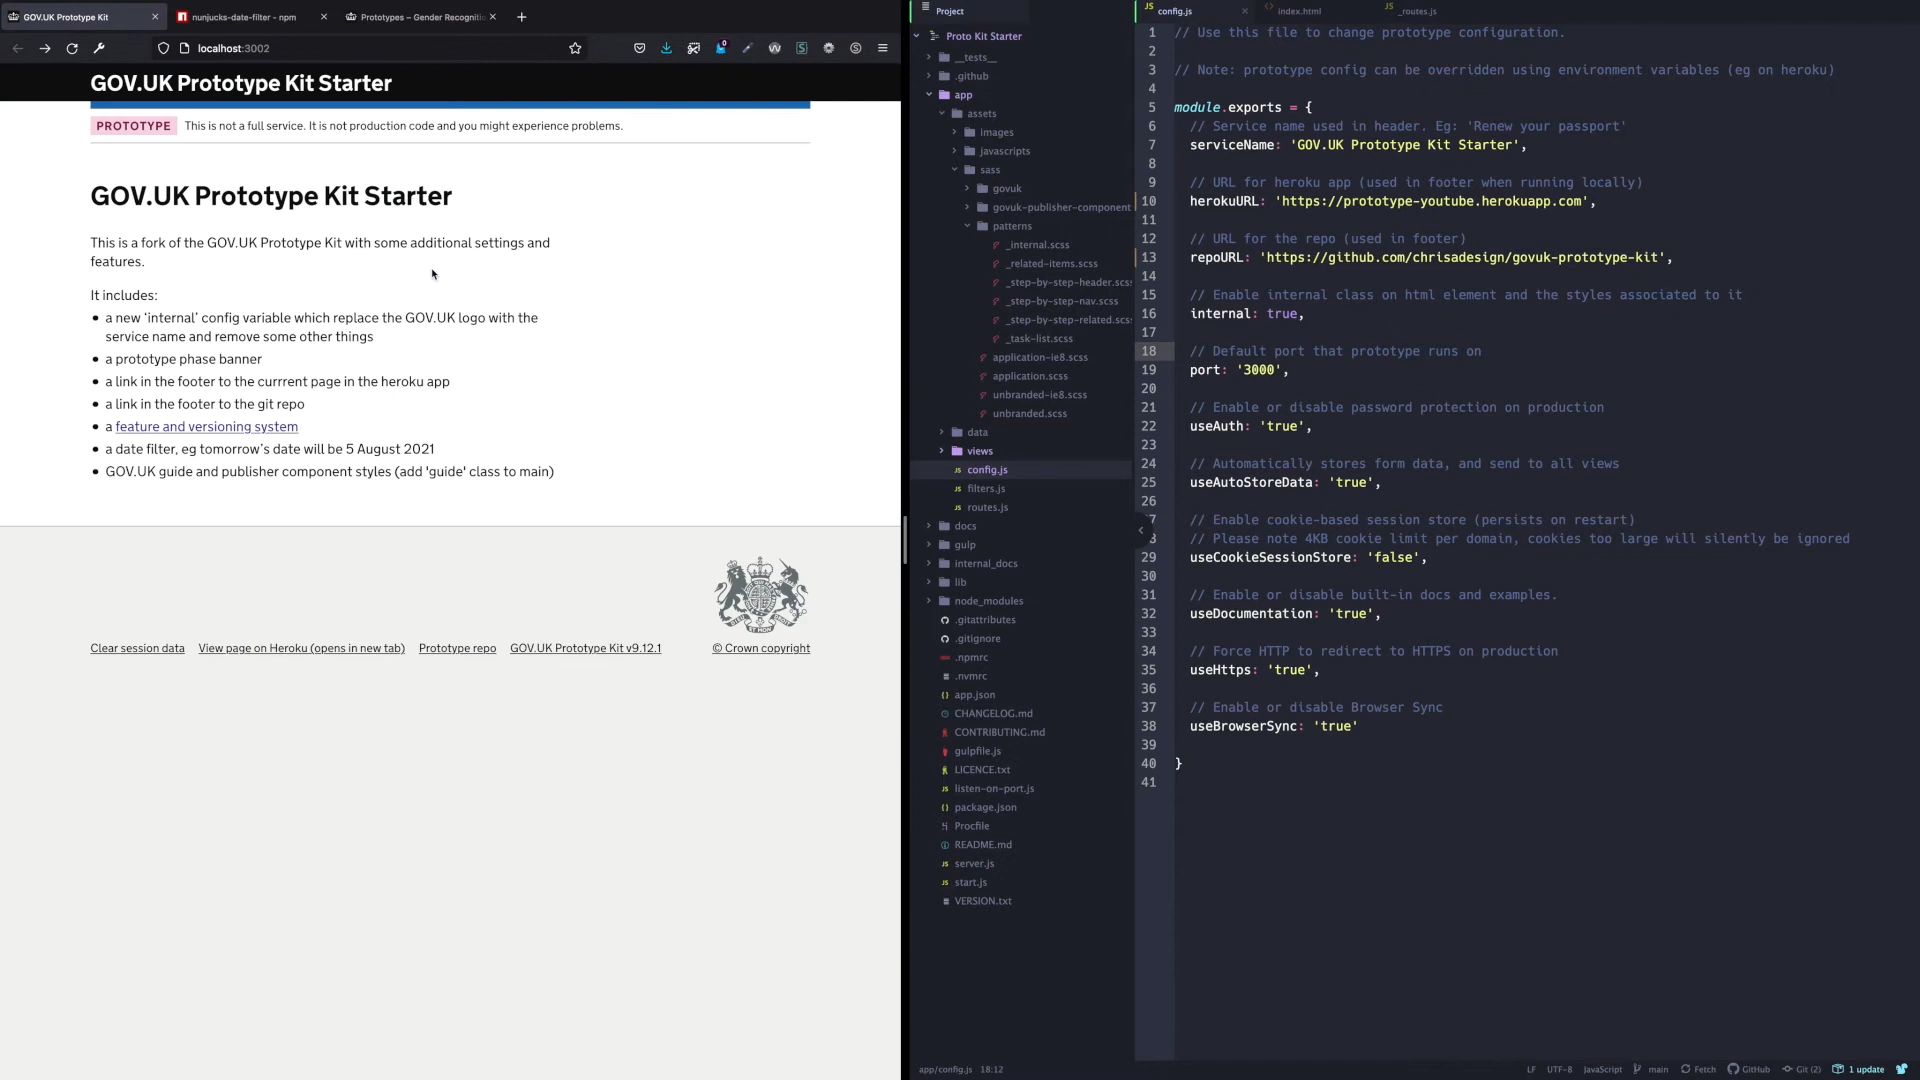 GOV.UK Prototype Kit
nunjucks-date-filter - npm
Prototypes – Gender Recogniti
localhost:3002
0
GOV.UK Prototype Kit Starter
PROTOTYPE This is not a full service. It is not production code and you might experience problems.
GOV.UK Prototype Kit Starter
This is a fork of the GOV.UK Prototype Kit with some additional settings and
features.
It includes:
a new ‘internal’ config variable which replace the GOV.UK logo with the
service name and remove some other things
a prototype phase banner
a link in the footer to the currrent page in the heroku app
a link in the footer to the git repo
a feature and versioning system
a date filter, eg tomorrow’s date will be 5 August 2021
GOV.UK guide and publisher component styles (add 'guide' class to main)
Clear session data View page on Heroku (opens in new tab) Prototype repo GOV.UK Prototype Kit v9.12.1
© Crown copyright
Project
Proto Kit Starter
__tests__
.github
app
assets
images
javascripts
sass
govuk
govuk-publisher-component
patterns
_internal.scss
_related-items.scss
_step-by-step-header.scss
_step-by-step-nav.scss
_step-by-step-related.scss
_task-list.scss
application-ie8.scss
application.scss
unbranded-ie8.scss
unbranded.scss
data
views
JS config.js
JS filters.js
JS routes.js
docs
gulp
internal_docs
lib
node_modules
.gitattributes
.gitignore
.npmrc
.nvmrc
app.json
CHANGELOG.md
CONTRIBUTING.md
gulpfile.js
LICENCE.txt
JS listen-on-port.js
package.json
Procfile
README.md
JS server.js
JS start.js
VERSION.txt
JS config.js
index.html
JS _routes.js
1 // Use this file to change prototype configuration.
2
3 // Note: prototype config can be overridden using environment variables (eg on heroku)
4
5 module.exports = {
6 // Service name used in header. Eg: 'Renew your passport'
7 serviceName: 'GOV.UK Prototype Kit Starter',
8
9 // URL for heroku app (used in footer when running locally)
10 herokuURL: 'https://prototype-youtube.herokuapp.com',
11
12 // URL for the repo (used in footer)
13 repoURL: 'https://github.com/chrisadesign/govuk-prototype-kit',
14
15 // Enable internal class on html element and the styles associated to it
16 internal: true,
17
18 // Default port that prototype runs on
19 port: '3000',
20
21 // Enable or disable password protection on production
22 useAuth: 'true',
23
24 // Automatically stores form data, and send to all views
25 useAutoStoreData: 'true',
26
7 // Enable cookie-based session store (persists on restart)
8 // Please note 4KB cookie limit per domain, cookies too large will silently be ignored
29 useCookieSessionStore: 'false',
30
31 // Enable or disable built-in docs and examples.
32 useDocumentation: 'true',
33
34 // Force HTTP to redirect to HTTPS on production
35 useHttps: 'true',
36
37 // Enable or disable Browser Sync
38 useBrowserSync: 'true'
39
40 }
41
app/config.js 18:12
LF UTF-8 JavaScript main Fetch GitHub Git (2) 1 update